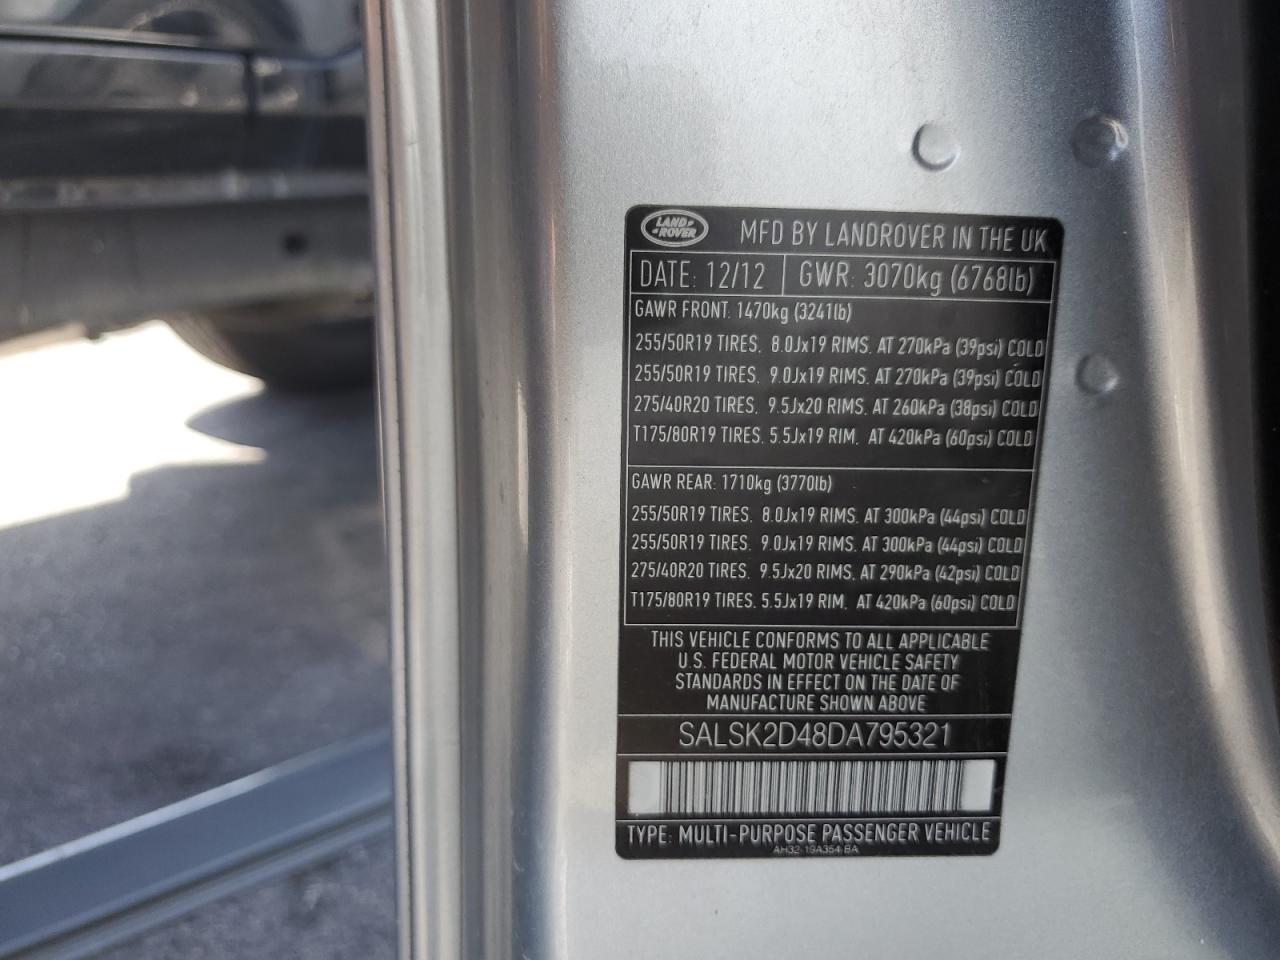 LAND ROVER
MFD BY LANDROVER IN THE UK
DATE: 12/12 GWR: 3070kg (6768lb)
GAWR FRONT. 1470kg (3241lb)
255/50R19 TIRES. 8.0Jx19 RIMS. AT 270kPa (39psi) COLD
255/50R19 TIRES. 9.0Jx19 RIMS. AT 270kPa (39psi) COLD
275/40R20 TIRES. 9.5Jx20 RIMS. AT 260kPa (38psi) COLD
T175/80R19 TIRES. 5.5Jx19 RIM. AT 420kPa (60psi) COLD
GAWR REAR: 1710kg (3770lb)
255/50R19 TIRES. 8.0Jx19 RIMS. AT 300kPa (44psi) COLD
255/50R19 TIRES. 9.0Jx19 RIMS. AT 300kPa (44psi) COLD
275/40R20 TIRES. 9.5Jx20 RIMS. AT 290kPa (42psi) COLD
T175/80R19 TIRES. 5.5Jx19 RIM. AT 420kPa (60psi) COLD
THIS VEHICLE CONFORMS TO ALL APPLICABLE
U.S. FEDERAL MOTOR VEHICLE SAFETY
STANDARDS IN EFFECT ON THE DATE OF
MANUFACTURE SHOWN ABOVE
SALSK2D48DA795321
TYPE: MULTI-PURPOSE PASSENGER VEHICLE
AH32-19A354-BA